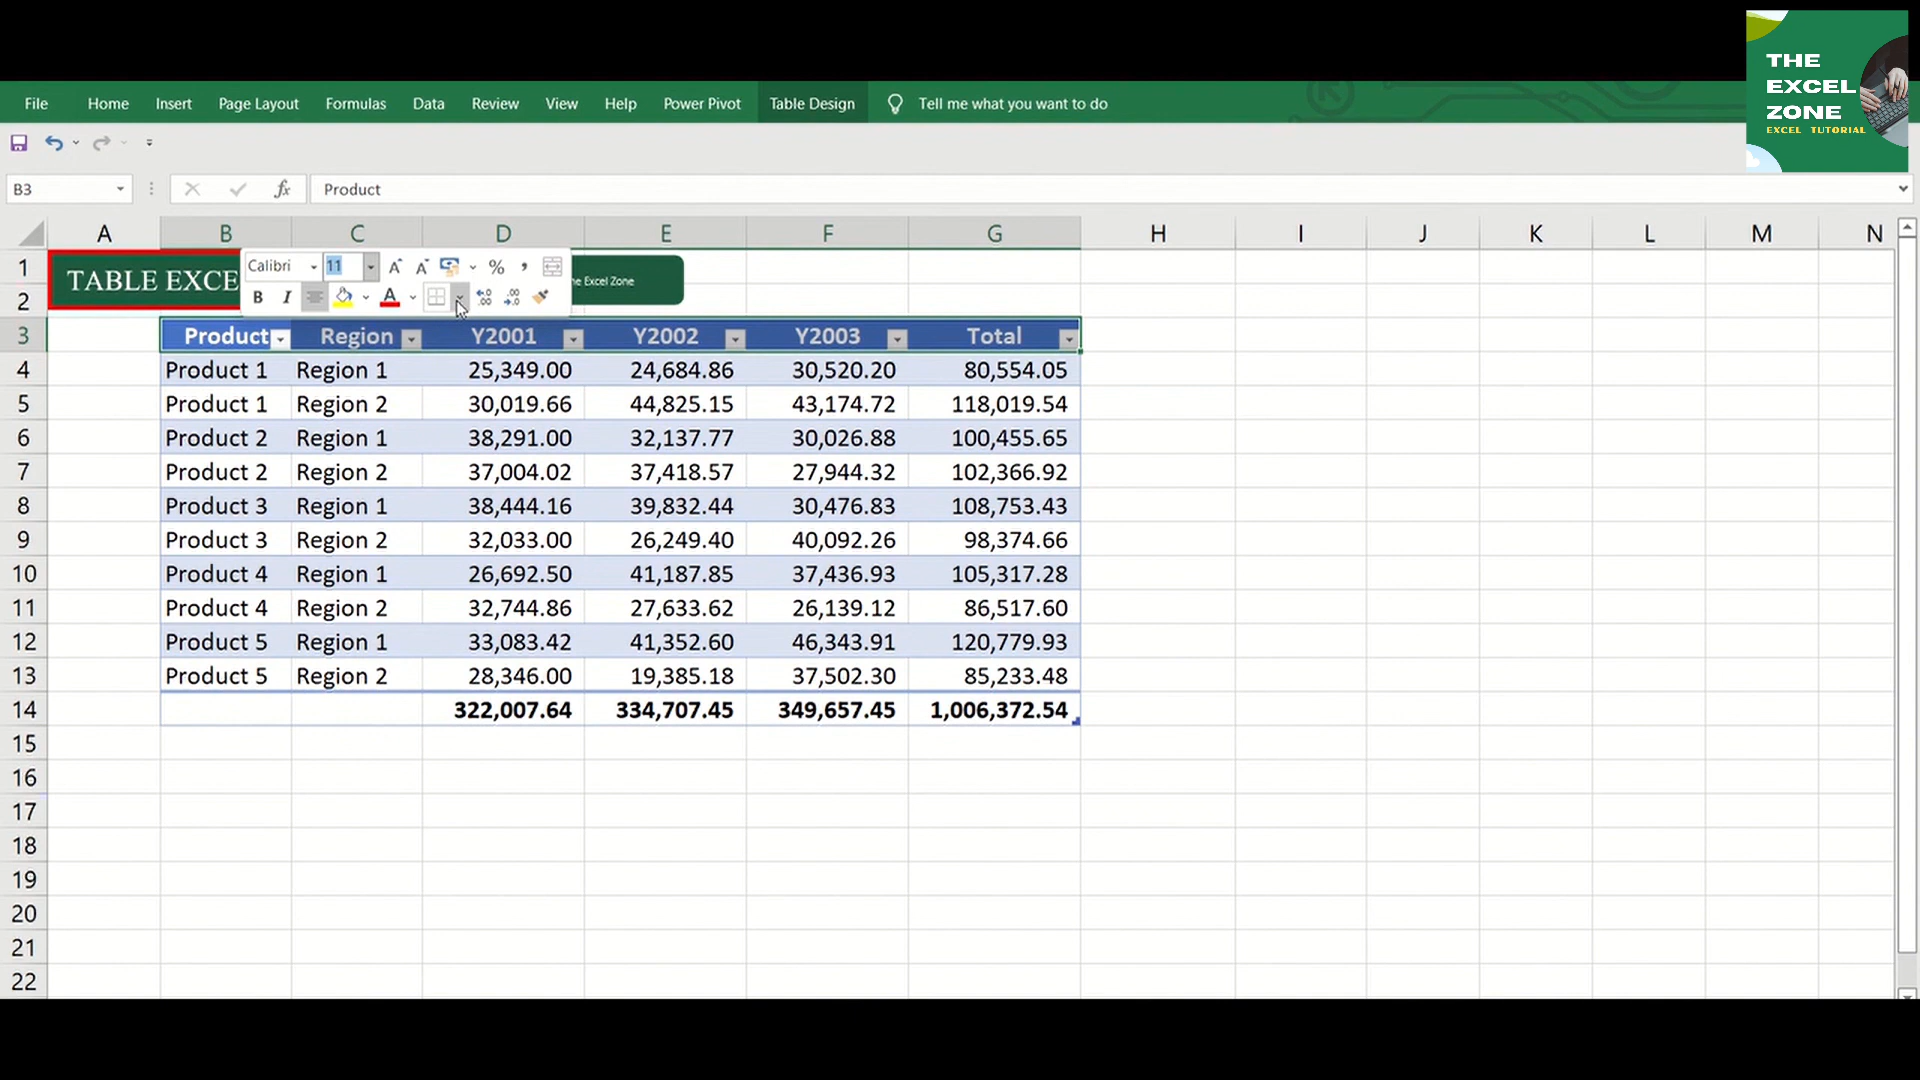 THE
EXCEL
ZONE
EXCEL TUTORIAL
File Home Insert Page Layout Formulas Data Review View Help Power Pivot Table Design Tell me what you want to do
B3 fx Product
A B C D E F G H I J K L M N
Calibri 11 % ,
1 TABLE EXCE he Excel Zone
B I A .00
2
3 Product Region Y2001 Y2002 Y2003 Total
4 Product 1 Region 1 25,349.00 24,684.86 30,520.20 80,554.05
5 Product 1 Region 2 30,019.66 44,825.15 43,174.72 118,019.54
6 Product 2 Region 1 38,291.00 32,137.77 30,026.88 100,455.65
7 Product 2 Region 2 37,004.02 37,418.57 27,944.32 102,366.92
8 Product 3 Region 1 38,444.16 39,832.44 30,476.83 108,753.43
9 Product 3 Region 2 32,033.00 26,249.40 40,092.26 98,374.66
10 Product 4 Region 1 26,692.50 41,187.85 37,436.93 105,317.28
11 Product 4 Region 2 32,744.86 27,633.62 26,139.12 86,517.60
12 Product 5 Region 1 33,083.42 41,352.60 46,343.91 120,779.93
13 Product 5 Region 2 28,346.00 19,385.18 37,502.30 85,233.48
14 322,007.64 334,707.45 349,657.45 1,006,372.54
15
16
17
18
19
20
21
22